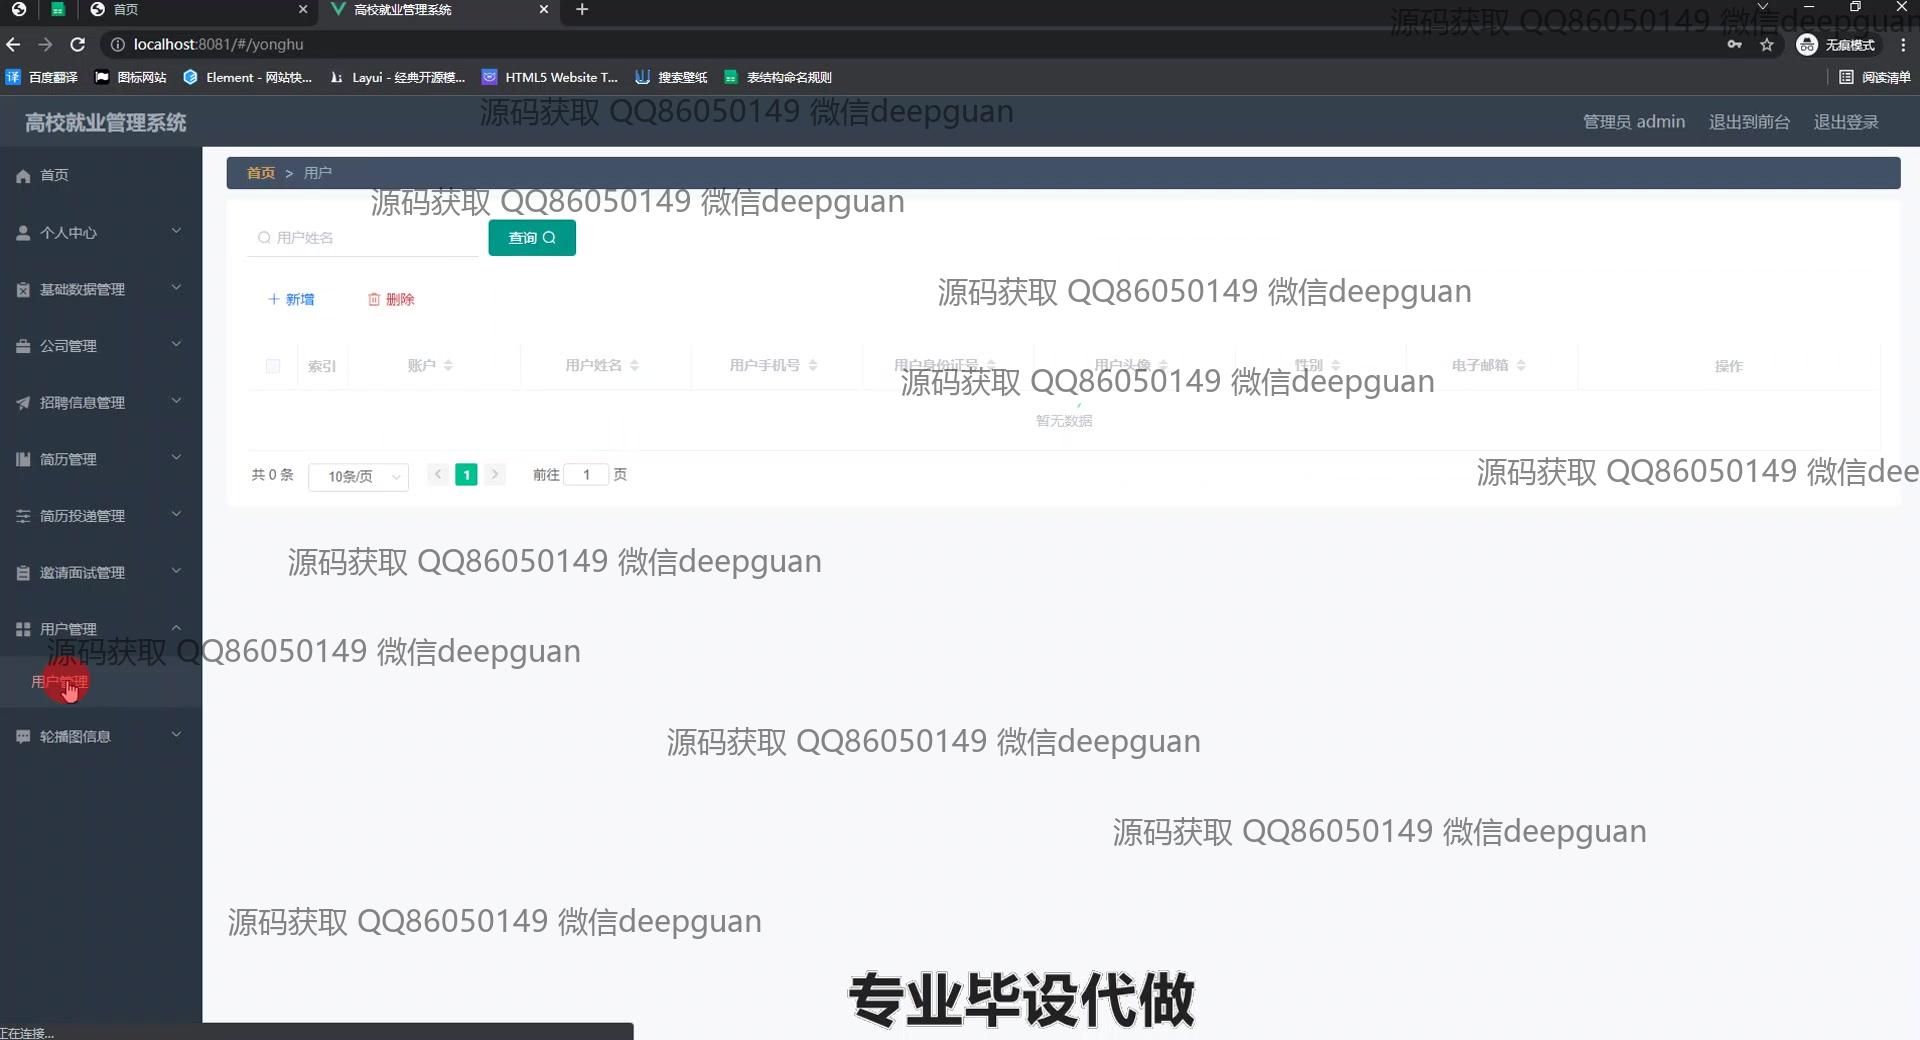 首页
高校就业管理系统
localhost:8081/#/yonghu
无痕模式
百度翻译
图标网站
Element - 网站快...
Layui - 经典开源模...
HTML5 Website T...
搜索壁纸
表结构命名规则
阅读清单
源码获取 QQ86050149 微信deepguan
高校就业管理系统
源码获取 QQ86050149 微信deepguan
管理员 admin
退出到前台
退出登录
首页
个人中心
基础数据管理
公司管理
招聘信息管理
简历管理
简历投递管理
邀请面试管理
用户管理
用户管理
轮播图信息
首页 > 用户
源码获取 QQ86050149 微信deepguan
用户姓名
查询
新增
删除
源码获取 QQ86050149 微信deepguan
索引
账户
用户姓名
用户手机号
用户身份证号
用户头像
性别
电子邮箱
操作
源码获取 QQ86050149 微信deepguan
暂无数据
共 0 条
10条/页
1
前往 1 页
源码获取 QQ86050149 微信dee
源码获取 QQ86050149 微信deepguan
源码获取 QQ86050149 微信deepguan
源码获取 QQ86050149 微信deepguan
源码获取 QQ86050149 微信deepguan
源码获取 QQ86050149 微信deepguan
专业毕设代做
正在连接...